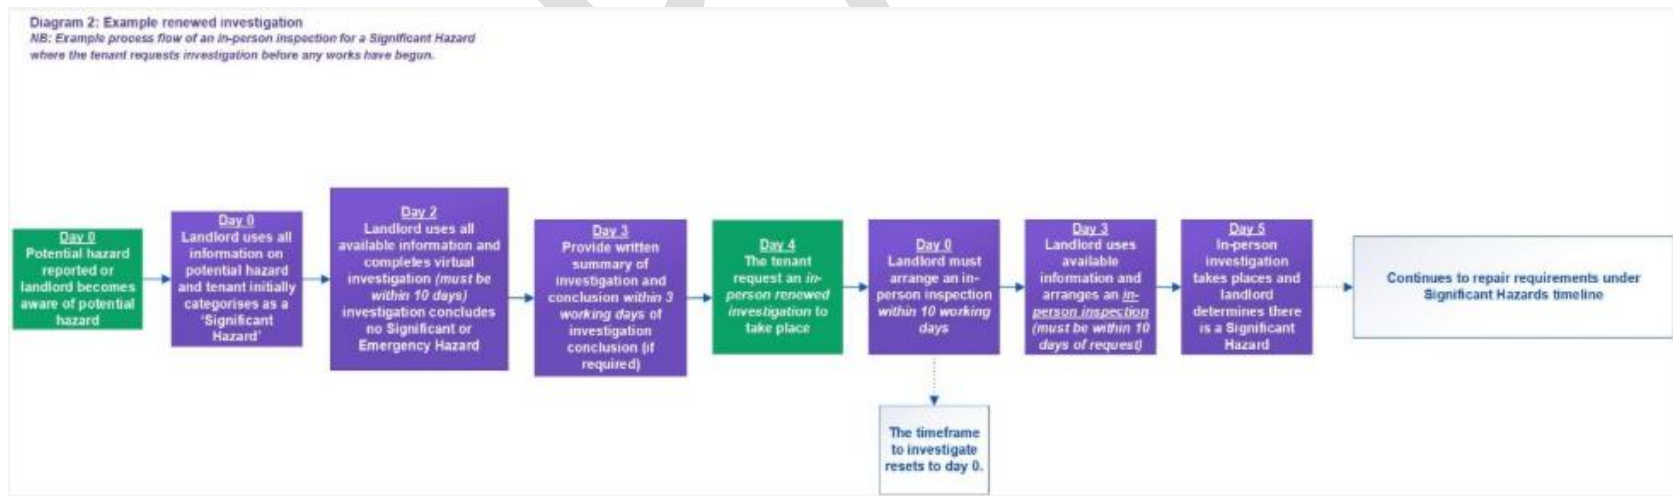 Diagram 2: Example renewed investigation
NB: Example process flow of an in-person inspection for a Significant Hazard
where the tenant requests investigation before any works have begun.
Day 0
Potential hazard
reported or
landlord becomes
aware of potential
hazard
Day 0
Landlord uses all
information on
potential hazard
and tenant initially
categorises as a
'Significant
Hazard'
Day 2
Landlord uses all
available information and
completes virtual
investigation (must be
within 10 days)
investigation concludes
no Significant or
Emergency Hazard
Day 3
Provide written
summary of
investigation and
conclusion within 3
working days of
investigation
conclusion (if
required)
Day 4
The tenant
request an in-
person renewed
investigation to
take place
Day 0
Landlord must
arrange an in-
person inspection
within 10 working
days
The timeframe
to investigate
resets to day 0.
Day 3
Landlord uses
available
information and
arranges an in-
person inspection
(must be within 10
days of request)
Day 5
In-person
investigation
takes places and
landlord
determines there
is a Significant
Hazard
Continues to repair requirements under
Significant Hazards timeline